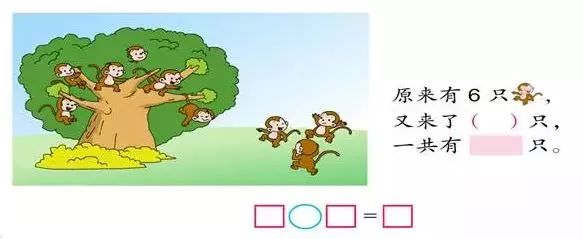 原来有 6 只,
又来了 ( ) 只,
一共有 只。
=